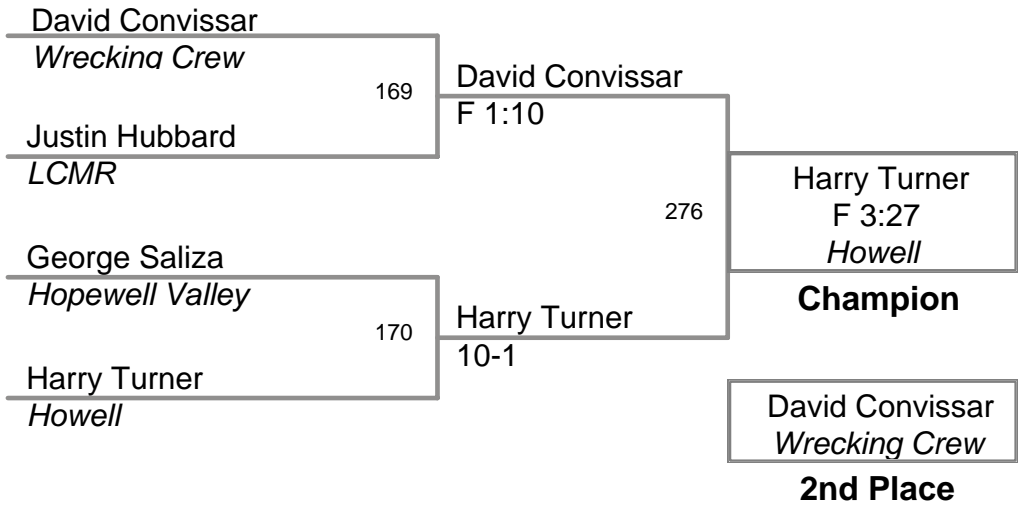 David Convissar
Wrecking Crew
169
Justin Hubbard
LCMR
David Convissar
F 1:10
George Saliza
Hopewell Valley
170
Harry Turner
Howell
Harry Turner
10-1
276
Harry Turner
F 3:27
Howell
Champion
David Convissar
Wrecking Crew
2nd Place